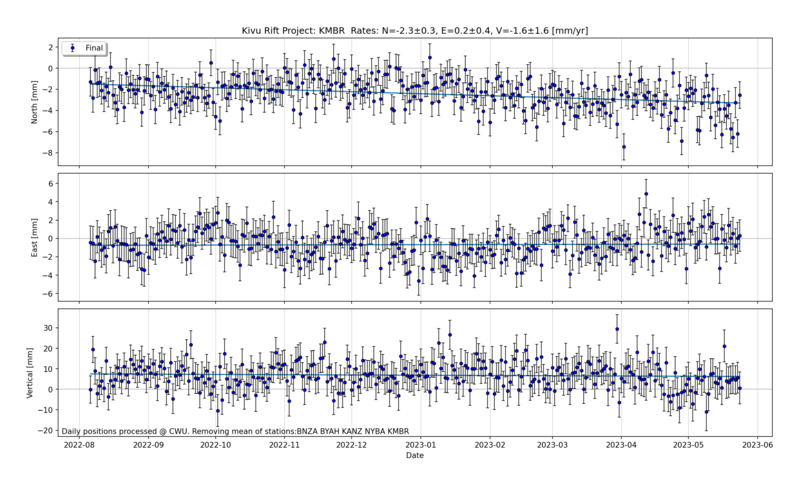 Kivu Rift Project: KMBR Rates: N=-2.3±0.3, E=0.2±0.4, V=-1.6±1.6 [mm/yr]
Final
North [mm]
2
0
−2
−4
−6
−8
East [mm]
6
4
2
0
−2
−4
−6
Vertical [mm]
30
20
10
0
−10
−20
Daily positions processed @ CWU. Removing mean of stations:BNZA BYAH KANZ NYBA KMBR
2022-08 2022-09 2022-10 2022-11 2022-12 2023-01 2023-02 2023-03 2023-04 2023-05 2023-06
Date